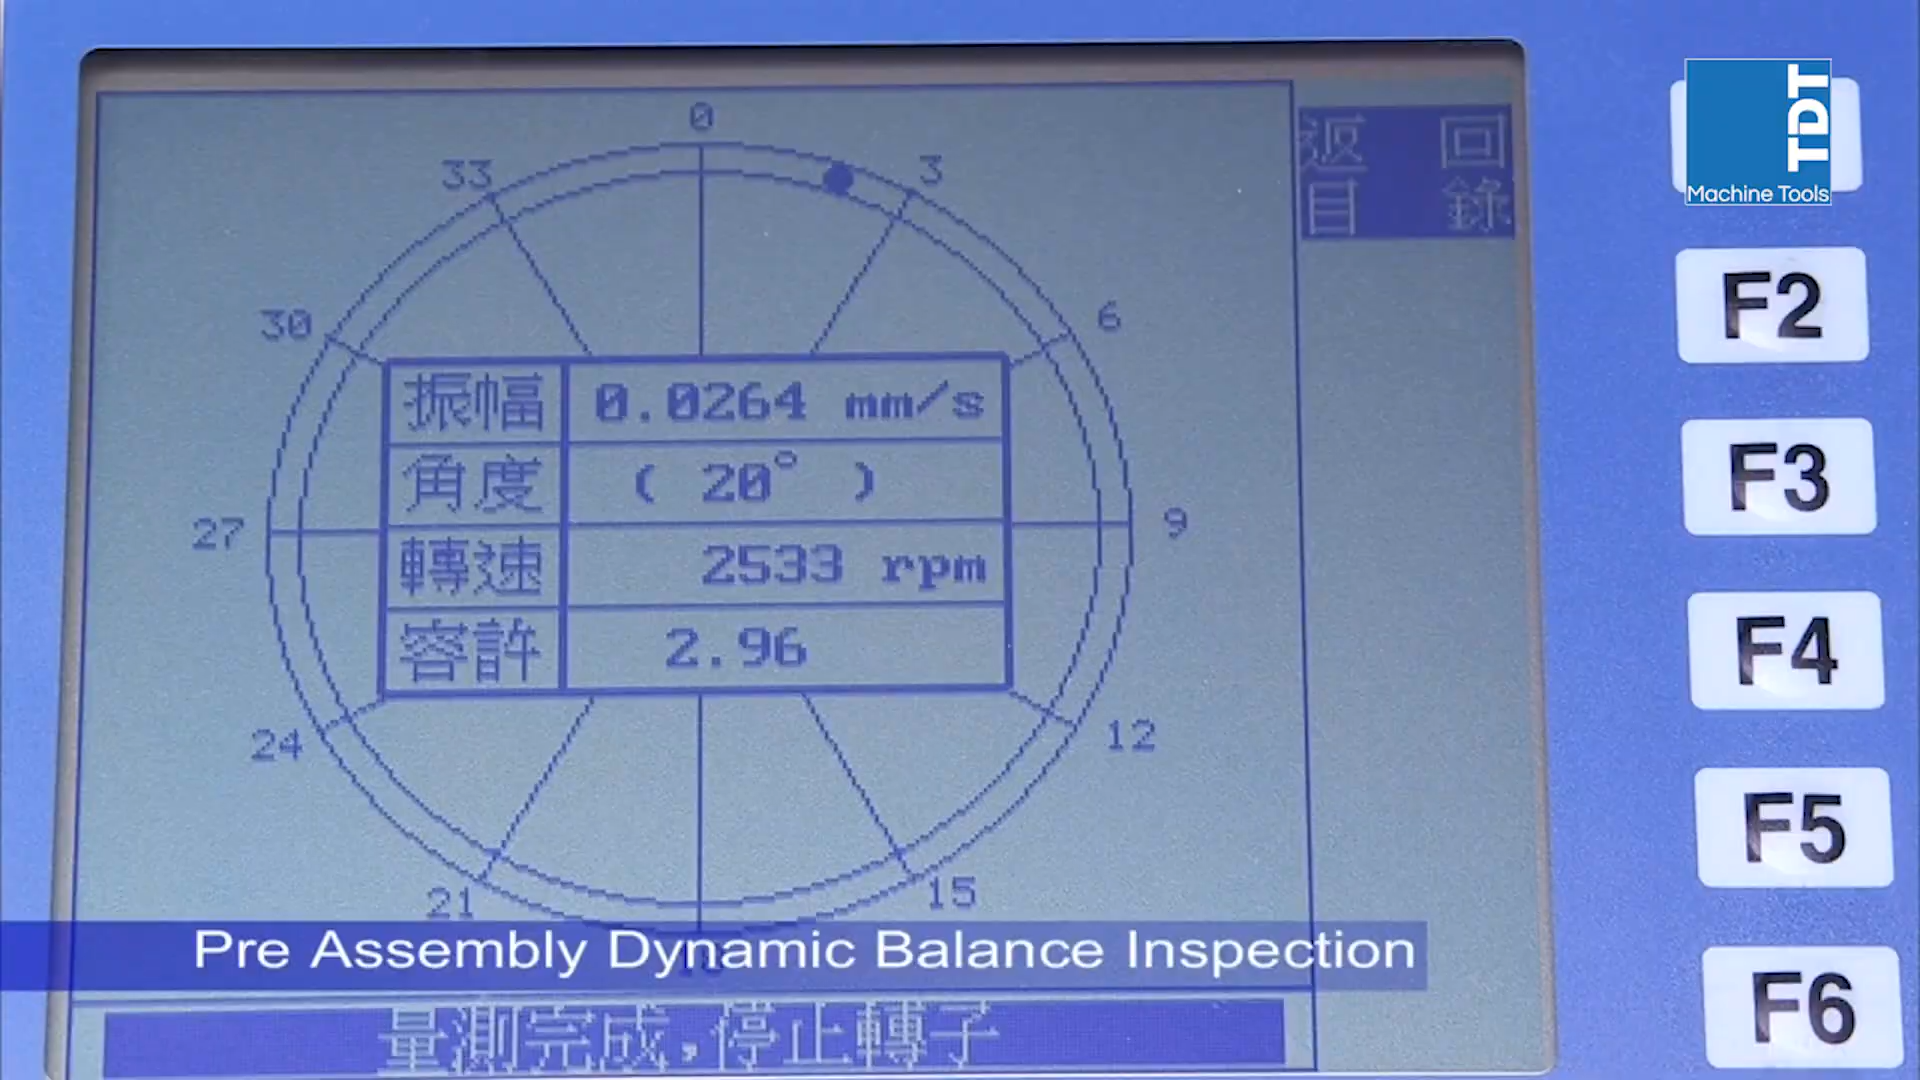 0
33
3
返 回
目 錄
TDT
Machine Tools
30
6
F2
振幅 0.0264 mm/s
角度 ( 20° )
27
9
F3
轉速 2533 rpm
容許 2.96
F4
24
12
F5
21
15
Pre Assembly Dynamic Balance Inspection
18
F6
量測完成,停止轉子